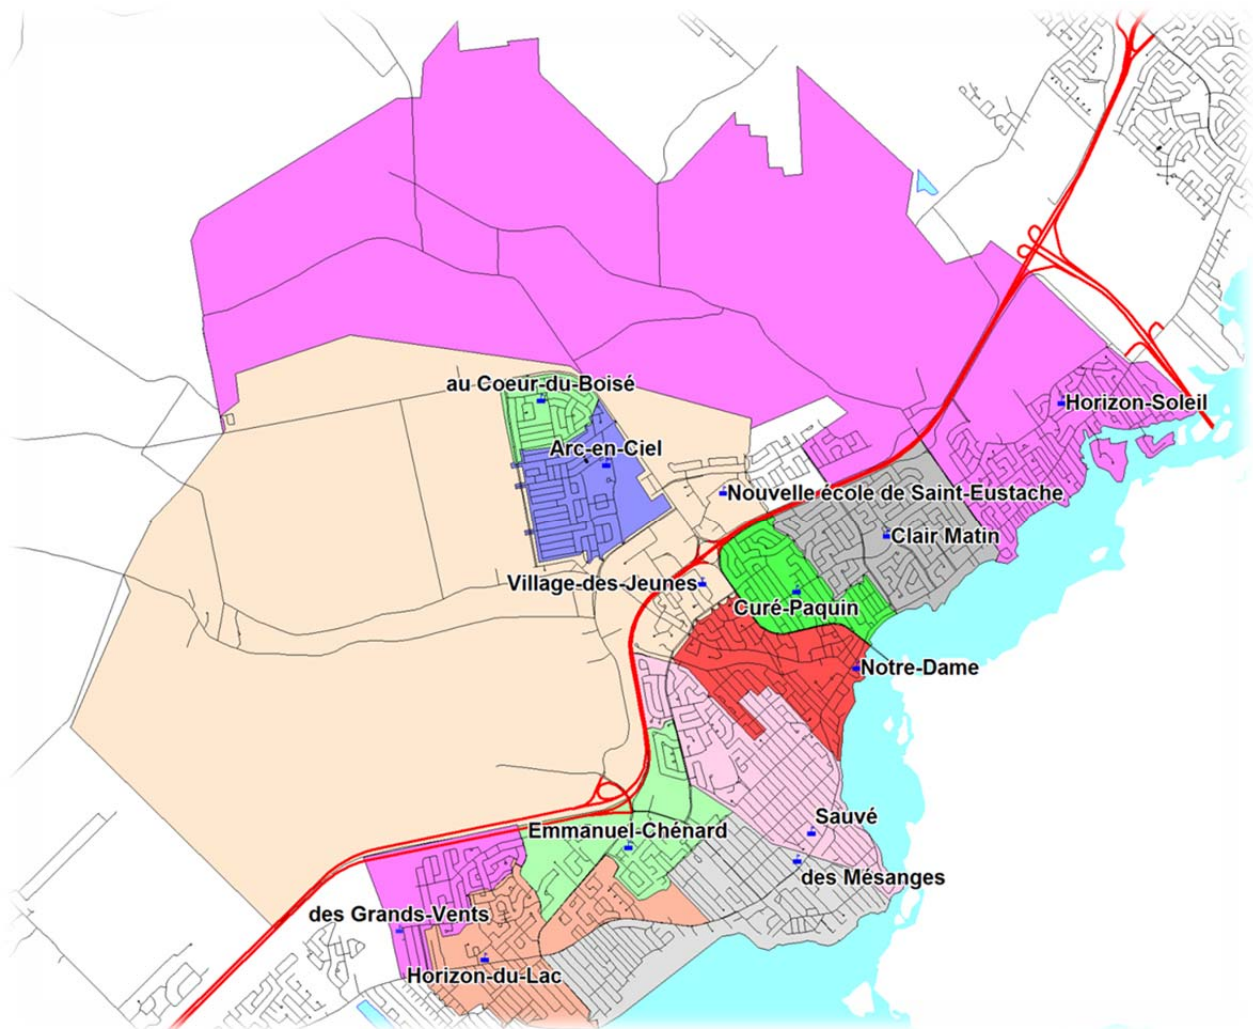 au Coeur-du-Boisé
Horizon-Soleil
Arc-en-Ciel
Nouvelle école de Saint-Eustache
Clair Matin
Village-des-Jeunes
Curé-Paquin
Notre-Dame
Sauvé
Emmanuel-Chénard
des Mésanges
des Grands-Vents
Horizon-du-Lac